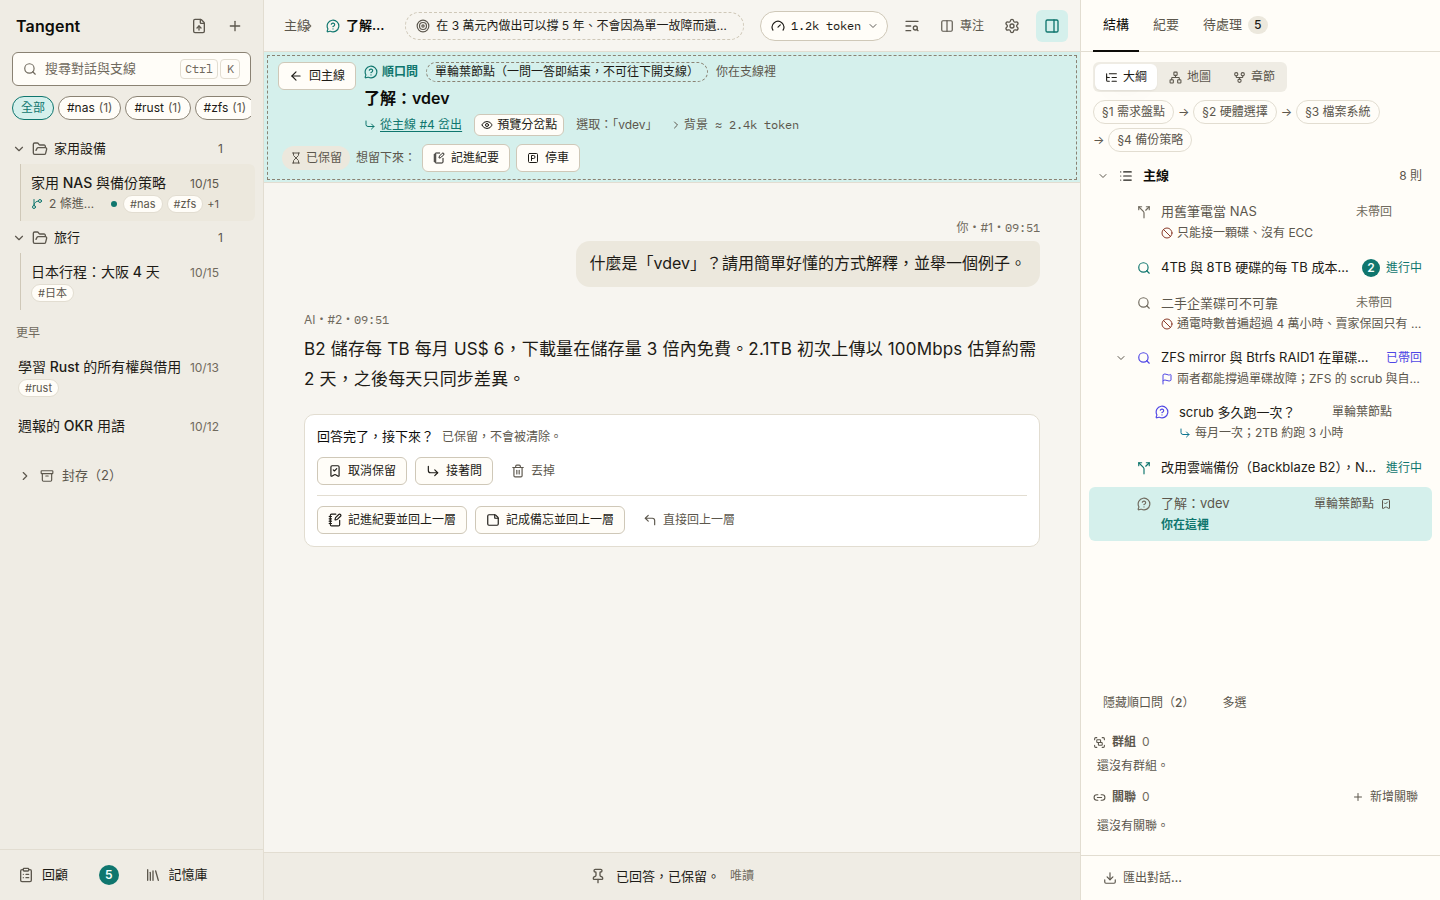 Tangent
搜尋對話與支線 Ctrl K
全部 #nas (1) #rust (1) #zfs (1)
家用設備 1
家用 NAS 與備份策略 10/15
2 條進... #nas #zfs +1
旅行 1
日本行程：大阪 4 天 10/15
#日本
更早
學習 Rust 的所有權與借用 10/13
#rust
週報的 OKR 用語 10/12
封存（2）
回顧 5 記憶庫
主線 了解... 在 3 萬元內做出可以撐 5 年、不會因為單一故障而遺... 1.2k token 專注
回主線 順口問 單輪葉節點（一問一答即結束，不可往下開支線） 你在支線裡
了解：vdev
從主線 #4 岔出 預覽分岔點 選取：「vdev」 背景 ≈ 2.4k token
已保留 想留下來： 記進紀要 停車
你・#1・09:51
什麼是「vdev」？請用簡單好懂的方式解釋，並舉一個例子。
AI・#2・09:51
B2 儲存每 TB 每月 US$ 6，下載量在儲存量 3 倍內免費。2.1TB 初次上傳以 100Mbps 估算約需
2 天，之後每天只同步差異。
回答完了，接下來？ 已保留，不會被清除。
取消保留 接著問 丟掉
記進紀要並回上一層 記成備忘並回上一層 直接回上一層
已回答，已保留。 唯讀
結構 紀要 待處理 5
大綱 地圖 章節
§1 需求盤點 → §2 硬體選擇 → §3 檔案系統
→ §4 備份策略
主線 8 則
用舊筆電當 NAS 未帶回
只能接一顆碟、沒有 ECC
4TB 與 8TB 硬碟的每 TB 成本... 2 進行中
二手企業碟可不可靠 未帶回
通電時數普遍超過 4 萬小時、賣家保固只有 ...
ZFS mirror 與 Btrfs RAID1 在單碟... 已帶回
兩者都能撐過單碟故障；ZFS 的 scrub 與自...
scrub 多久跑一次？ 單輪葉節點
每月一次；2TB 約跑 3 小時
改用雲端備份（Backblaze B2），N... 進行中
了解：vdev 單輪葉節點
你在這裡
隱藏順口問（2） 多選
群組 0
還沒有群組。
關聯 0 新增關聯
還沒有關聯。
匯出對話...